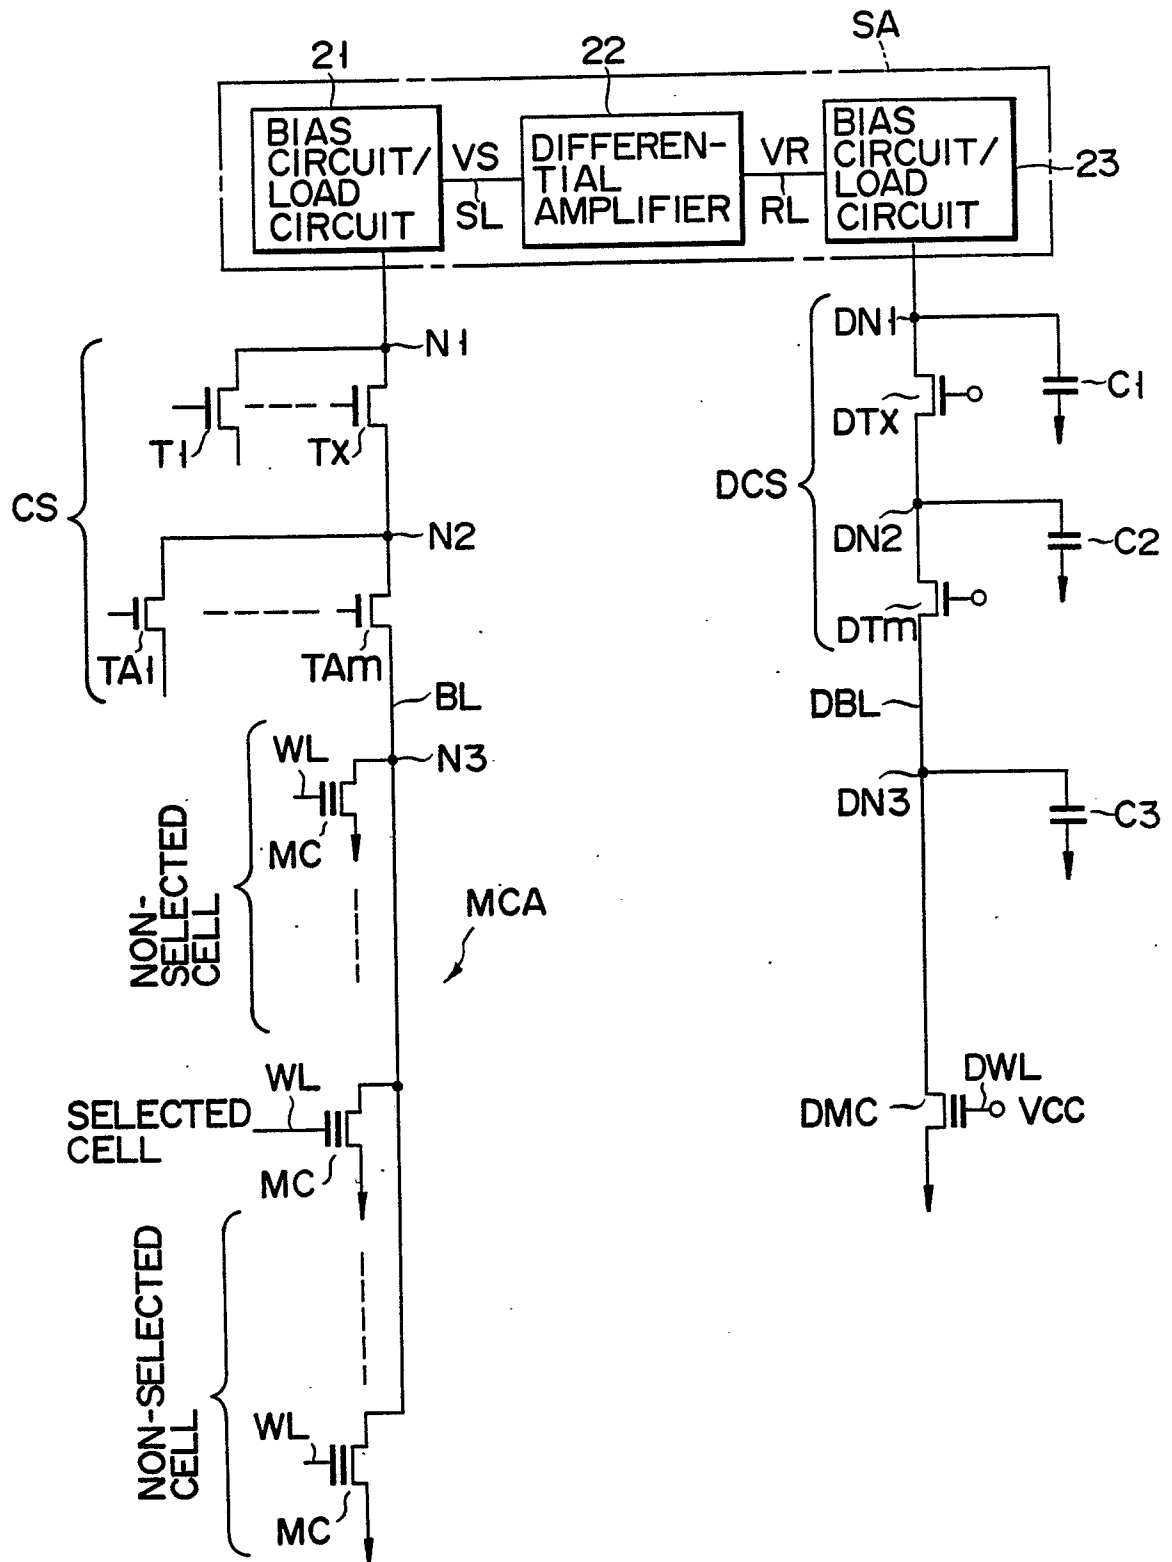 SA
21
22
BIAS
CIRCUIT/
LOAD
CIRCUIT
VS
SL
DIFFEREN-
TIAL
AMPLIFIER
VR
RL
BIAS
CIRCUIT/
LOAD
CIRCUIT
23
N1
DN1
C1
T1
TX
DTX
CS
DCS
N2
DN2
C2
TA1
TAm
DTm
BL
DBL
WL
N3
DN3
C3
MC
NON-
SELECTED
CELL
MCA
WL
SELECTED
CELL
MC
DWL
DMC
VCC
NON-SELECTED
CELL
WL
MC